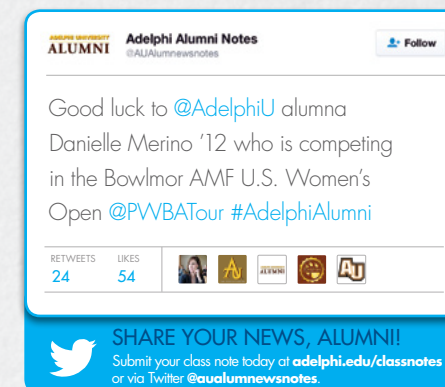 ADELPHI UNIVERSITY
ALUMNI
Adelphi Alumni Notes
@AUAlumnewsnotes
Follow
Good luck to @AdelphiU alumna
Danielle Merino ’12 who is competing
in the Bowlmor AMF U.S. Women’s
Open @PWBATour #AdelphiAlumni
RETWEETS LIKES
24 54
A ALUMNI AU
SHARE YOUR NEWS, ALUMNI!
Submit your class note today at adelphi.edu/classnotes
or via Twitter @aualumnewsnotes.